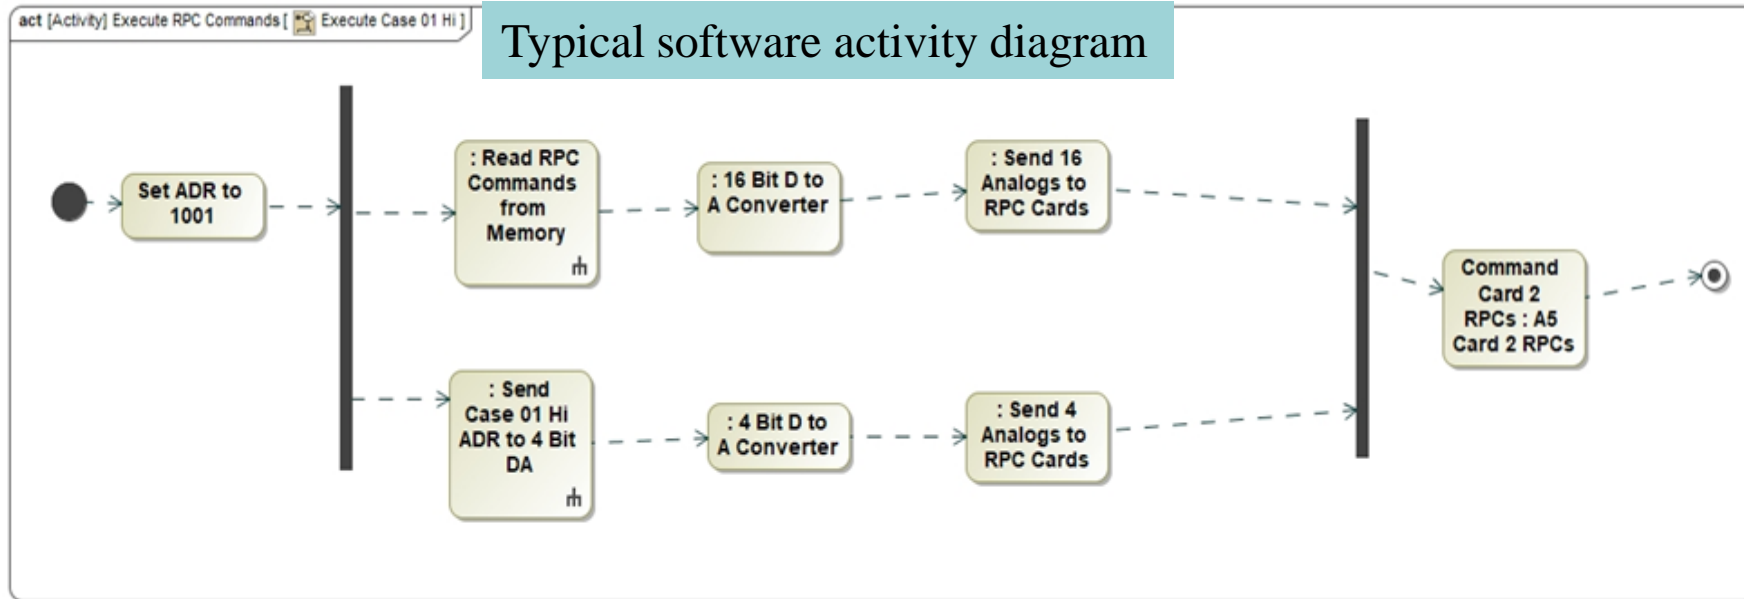 act [Activity] Execute RPC Commands [ Execute Case 01 Hi ]
Typical software activity diagram
Set ADR to
1001
: Read RPC
Commands
from
Memory
: 16 Bit D to
A Converter
: Send 16
Analogs to
RPC Cards
: Send
Case 01 Hi
ADR to 4 Bit
DA
: 4 Bit D to
A Converter
: Send 4
Analogs to
RPC Cards
Command
Card 2
RPCs : A5
Card 2 RPCs